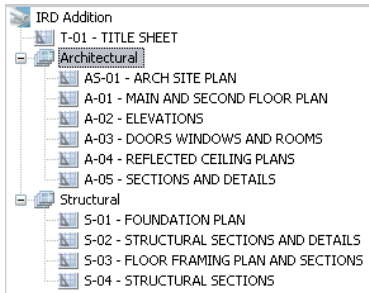 IRD Addition
T-01 - TITLE SHEET
Architectural
AS-01 - ARCH SITE PLAN
A-01 - MAIN AND SECOND FLOOR PLAN
A-02 - ELEVATIONS
A-03 - DOORS WINDOWS AND ROOMS
A-04 - REFLECTED CEILING PLANS
A-05 - SECTIONS AND DETAILS
Structural
S-01 - FOUNDATION PLAN
S-02 - STRUCTURAL SECTIONS AND DETAILS
S-03 - FLOOR FRAMING PLAN AND SECTIONS
S-04 - STRUCTURAL SECTIONS